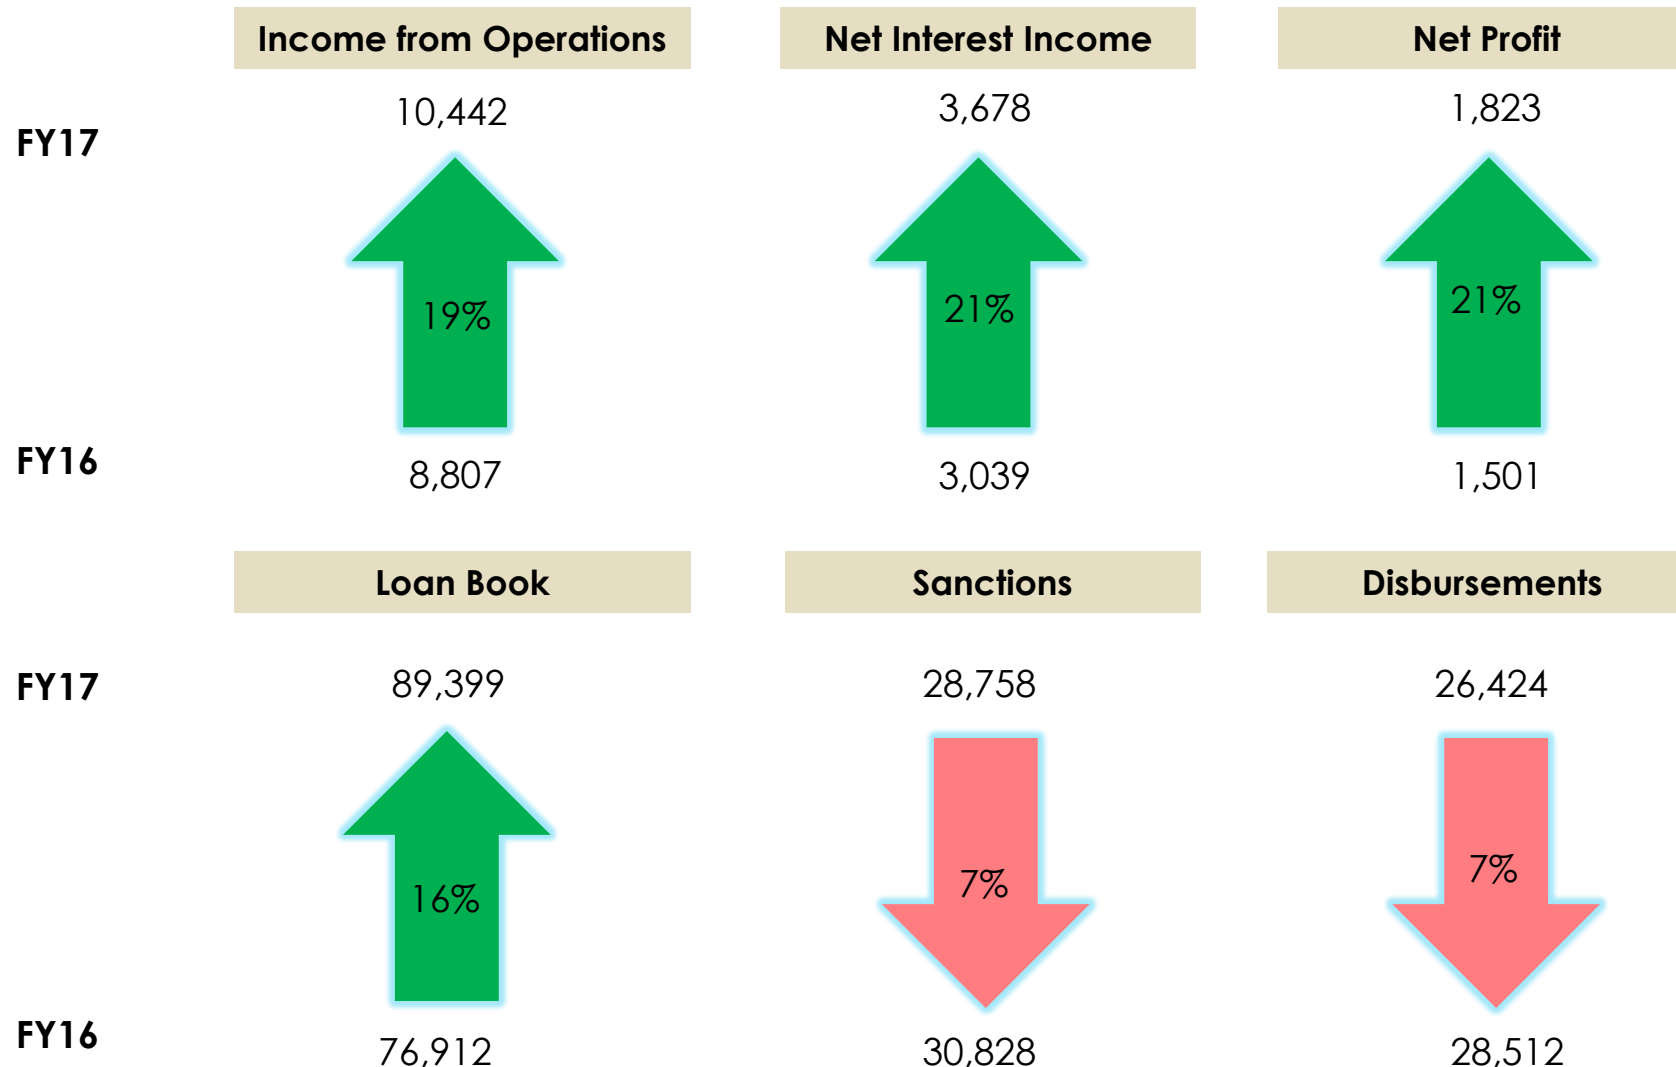 Income from Operations Net Interest Income Net Profit
FY17 10,442 3,678 1,823
19% 21% 21%
FY16 8,807 3,039 1,501
Loan Book Sanctions Disbursements
FY17 89,399 28,758 26,424
16% 7% 7%
FY16 76,912 30,828 28,512